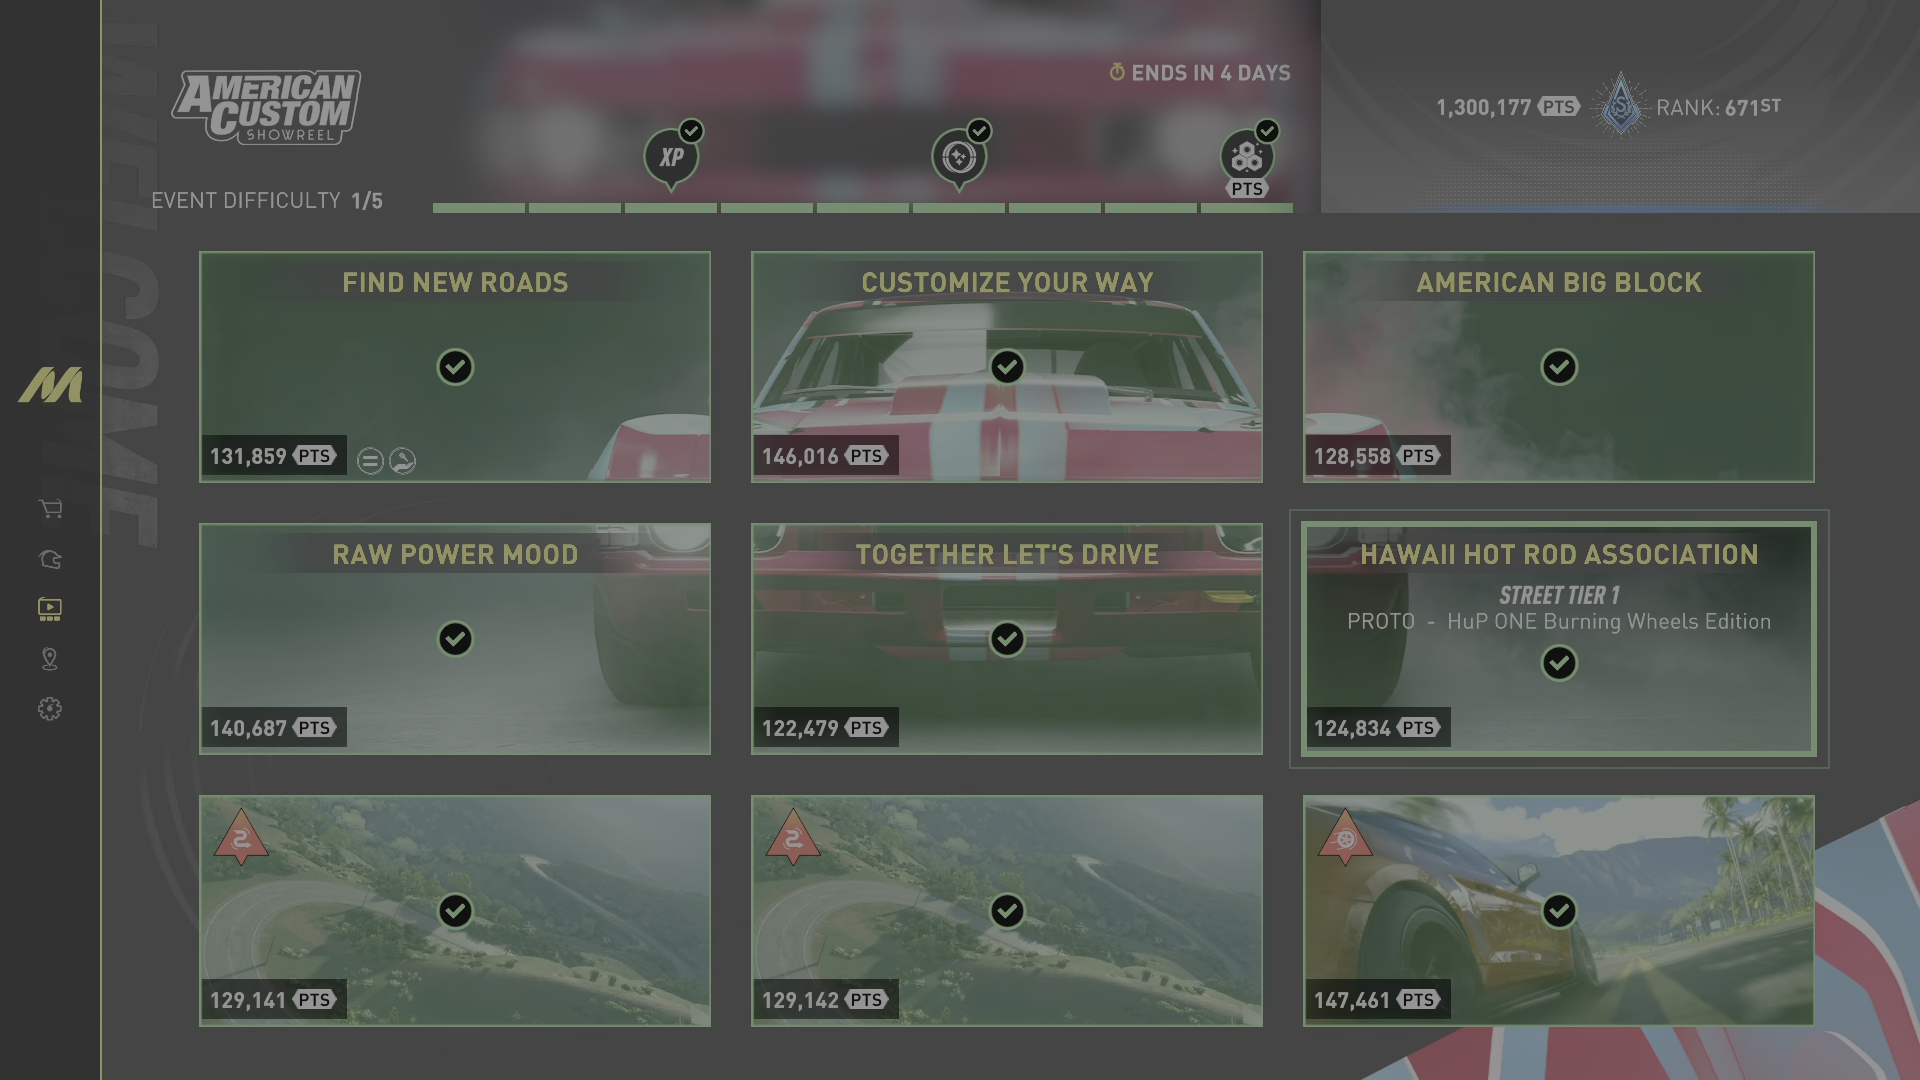 WELCOME
AMERICAN
CUSTOM
SHOWREEL
ENDS IN 4 DAYS
1,300,177 PTS
RANK: 671ST
XP
PTS
EVENT DIFFICULTY 1/5
FIND NEW ROADS
131,859 PTS
CUSTOMIZE YOUR WAY
146,016 PTS
AMERICAN BIG BLOCK
128,558 PTS
RAW POWER MOOD
140,687 PTS
TOGETHER LET'S DRIVE
122,479 PTS
HAWAII HOT ROD ASSOCIATION
STREET TIER 1
PROTO - HuP ONE Burning Wheels Edition
124,834 PTS
129,141 PTS
129,142 PTS
147,461 PTS